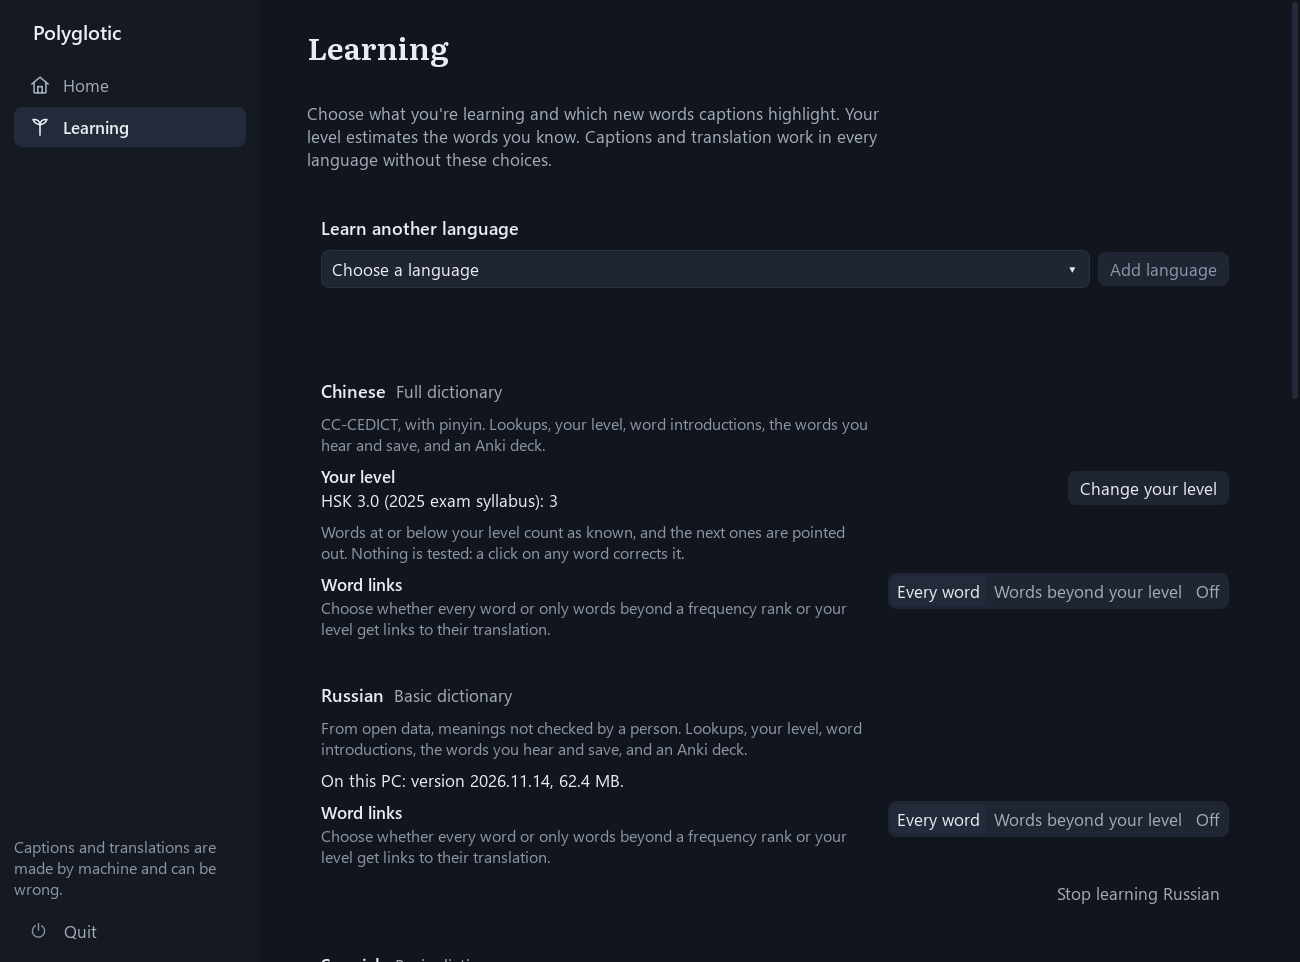 Polyglotic
Home
Learning
Captions and translations are
made by machine and can be
wrong.
Quit
Learning
Choose what you're learning and which new words captions highlight. Your
level estimates the words you know. Captions and translation work in every
language without these choices.
Learn another language
Choose a language
Add language
Chinese Full dictionary
CC-CEDICT, with pinyin. Lookups, your level, word introductions, the words you
hear and save, and an Anki deck.
Your level
HSK 3.0 (2025 exam syllabus): 3
Change your level
Words at or below your level count as known, and the next ones are pointed
out. Nothing is tested: a click on any word corrects it.
Word links
Every word Words beyond your level Off
Choose whether every word or only words beyond a frequency rank or your
level get links to their translation.
Russian Basic dictionary
From open data, meanings not checked by a person. Lookups, your level, word
introductions, the words you hear and save, and an Anki deck.
On this PC: version 2026.11.14, 62.4 MB.
Word links
Every word Words beyond your level Off
Choose whether every word or only words beyond a frequency rank or your
level get links to their translation.
Stop learning Russian